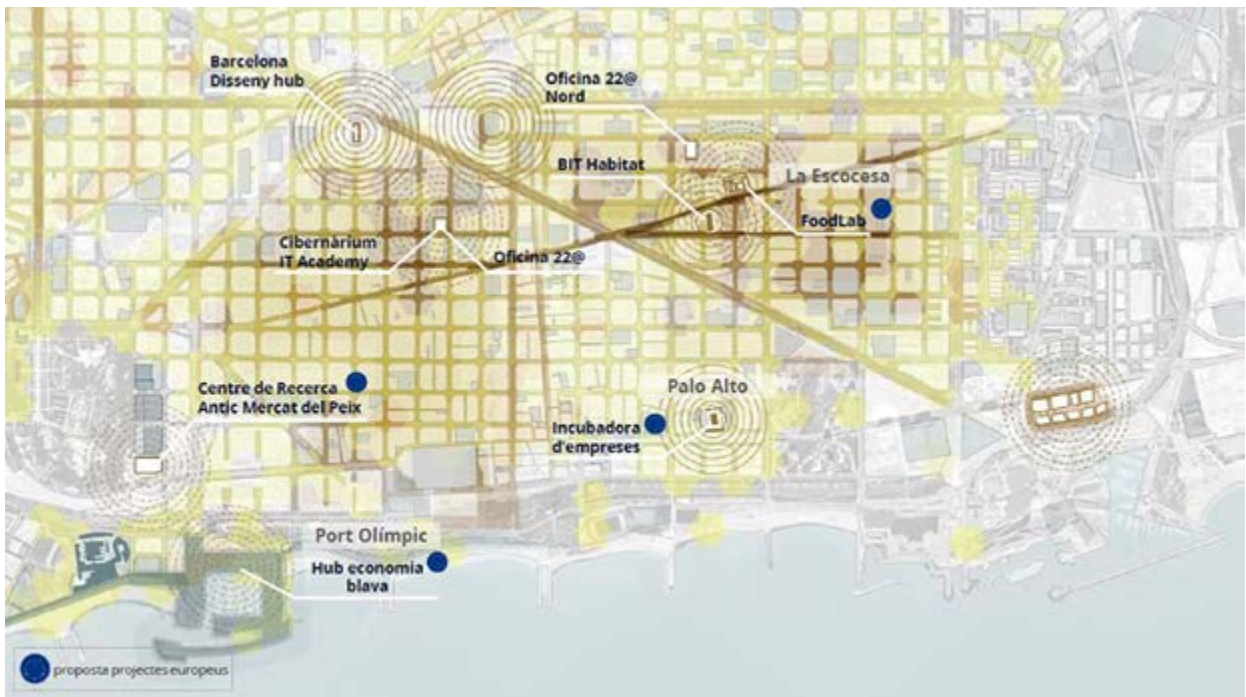 Barcelona
Disseny hub
Oficina 22@
Nord
BIT Habitat
La Escocesa
FoodLab
Cibernàrium
IT Academy
Oficina 22@
Centre de Recerca
Antic Mercat del Peix
Palo Alto
Incubadora
d'empreses
Port Olímpic
Hub economia
blava
proposta projectes europeus